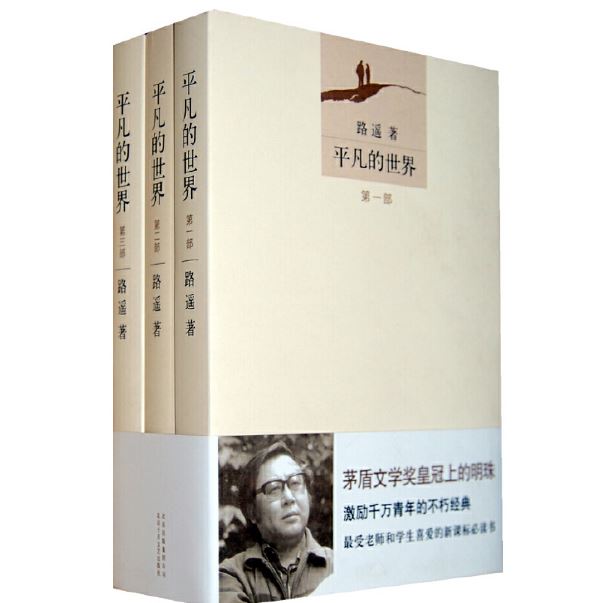 平凡的世界
第三部
路遥 著
平凡的世界
第二部
路遥 著
平凡的世界
第一部
路遥 著
路遥 著
平凡的世界
第一部
茅盾文学奖皇冠上的明珠
激励千万青年的不朽经典
最受老师和学生喜爱的新课标必读书